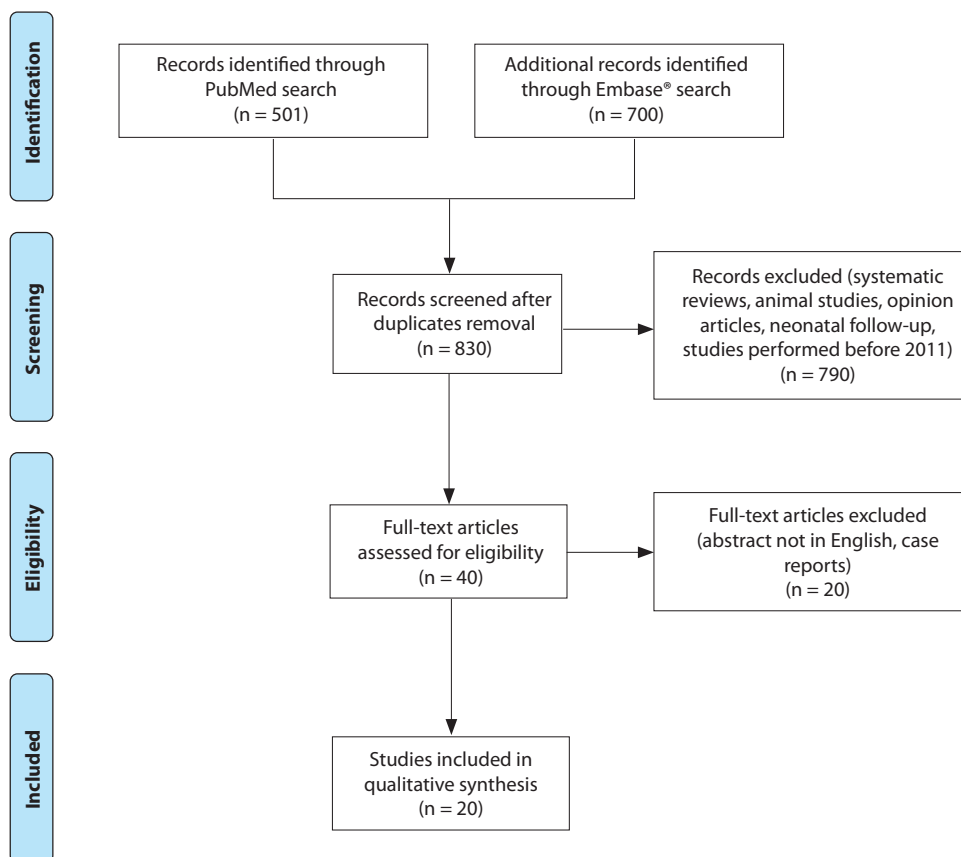 Identification
Records identified through
PubMed search
(n = 501)
Additional records identified
through Embase® search
(n = 700)
Screening
Records screened after
duplicates removal
(n = 830)
Records excluded (systematic
reviews, animal studies, opinion
articles, neonatal follow-up,
studies performed before 2011)
(n = 790)
Eligibility
Full-text articles
assessed for eligibility
(n = 40)
Full-text articles excluded
(abstract not in English, case
reports)
(n = 20)
Included
Studies included in
qualitative synthesis
(n = 20)